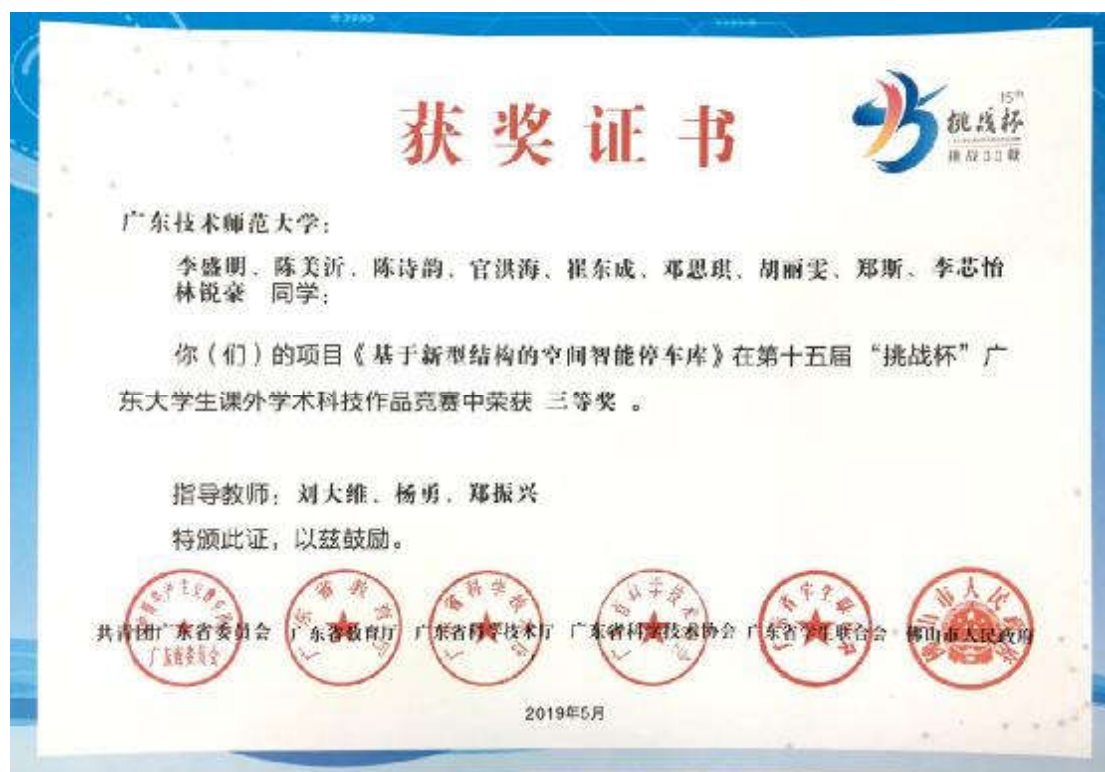 获奖证书
15th
挑战杯
广东技术师范大学:
李盛明、陈美沂、陈诗韵、官洪海、崔东成、邓思琪、胡丽雯、郑斯、李芯怡
林锐豪 同学:
你（们）的项目《基于新型结构的空间智能停车库》在第十五届“挑战杯”广
东大学生课外学术科技作品竞赛中荣获 三等奖 。
指导教师: 刘大维、杨勇、郑振兴
特颁此证，以兹鼓励。
共青团广东省委员会 广东省教育厅 广东省科学技术厅 广东省科学技术协会 广东省学生联合会 佛山市人民政府
2019年5月